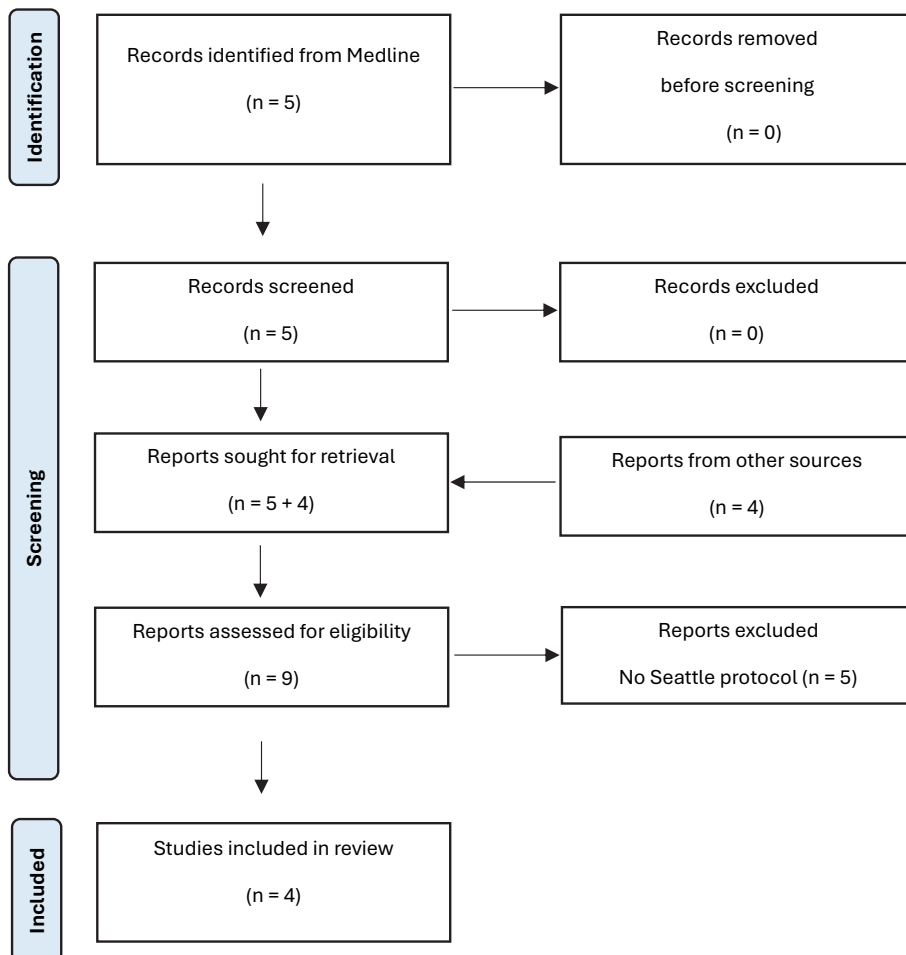 Identification
Records identified from Medline
(n = 5)
Records removed
before screening
(n = 0)
Screening
Records screened
(n = 5)
Records excluded
(n = 0)
Reports sought for retrieval
(n = 5 + 4)
Reports from other sources
(n = 4)
Reports assessed for eligibility
(n = 9)
Reports excluded
No Seattle protocol (n = 5)
Included
Studies included in review
(n = 4)